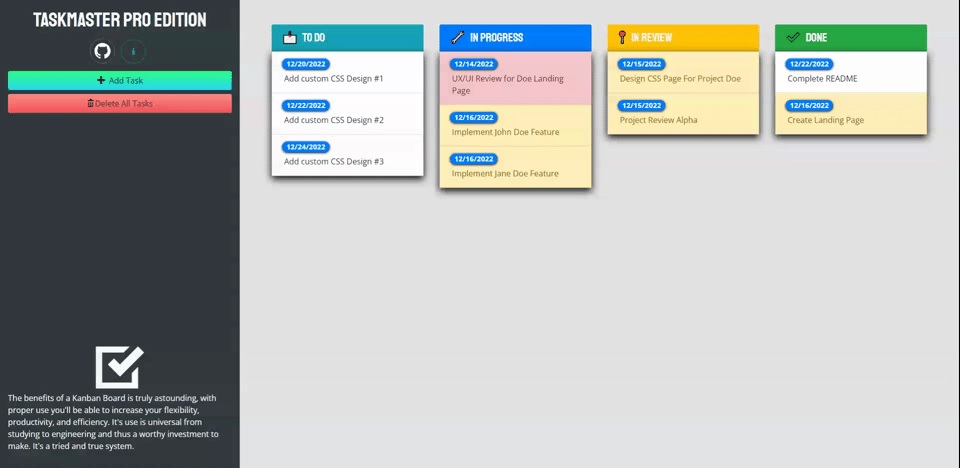 TASKMASTER PRO EDITION
Add Task
Delete All Tasks
The benefits of a Kanban Board is truly astounding, with
proper use you'll be able to increase your flexibility,
productivity, and efficiency. It's use is universal from
studying to engineering and thus a worthy investment to
make. It's a tried and true system.
TO DO
12/20/2022
Add custom CSS Design #1
12/22/2022
Add custom CSS Design #2
12/24/2022
Add custom CSS Design #3
IN PROGRESS
12/14/2022
UX/UI Review for Doe Landing
Page
12/16/2022
Implement John Doe Feature
12/16/2022
Implement Jane Doe Feature
IN REVIEW
12/15/2022
Design CSS Page For Project Doe
12/15/2022
Project Review Alpha
DONE
12/22/2022
Complete README
12/16/2022
Create Landing Page